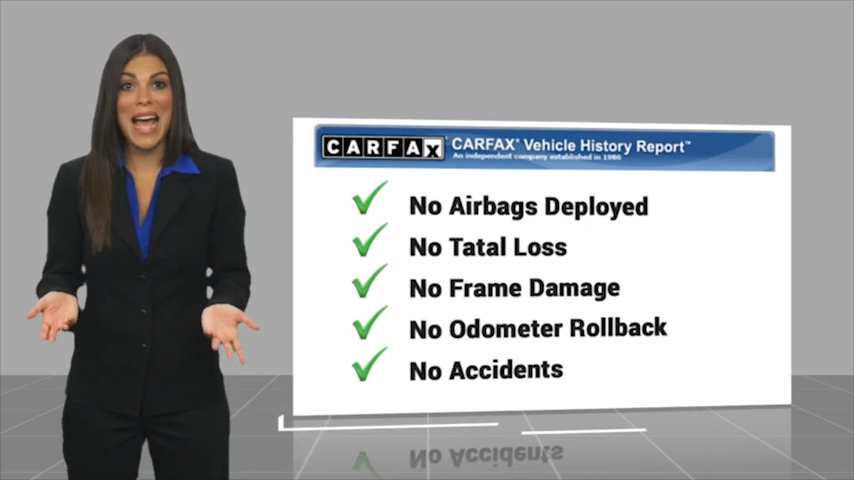 CARFAX CARFAX® Vehicle History Report™
An independent company established in 1986
No Airbags Deployed
No Tatal Loss
No Frame Damage
No Odometer Rollback
No Accidents
No Accidents